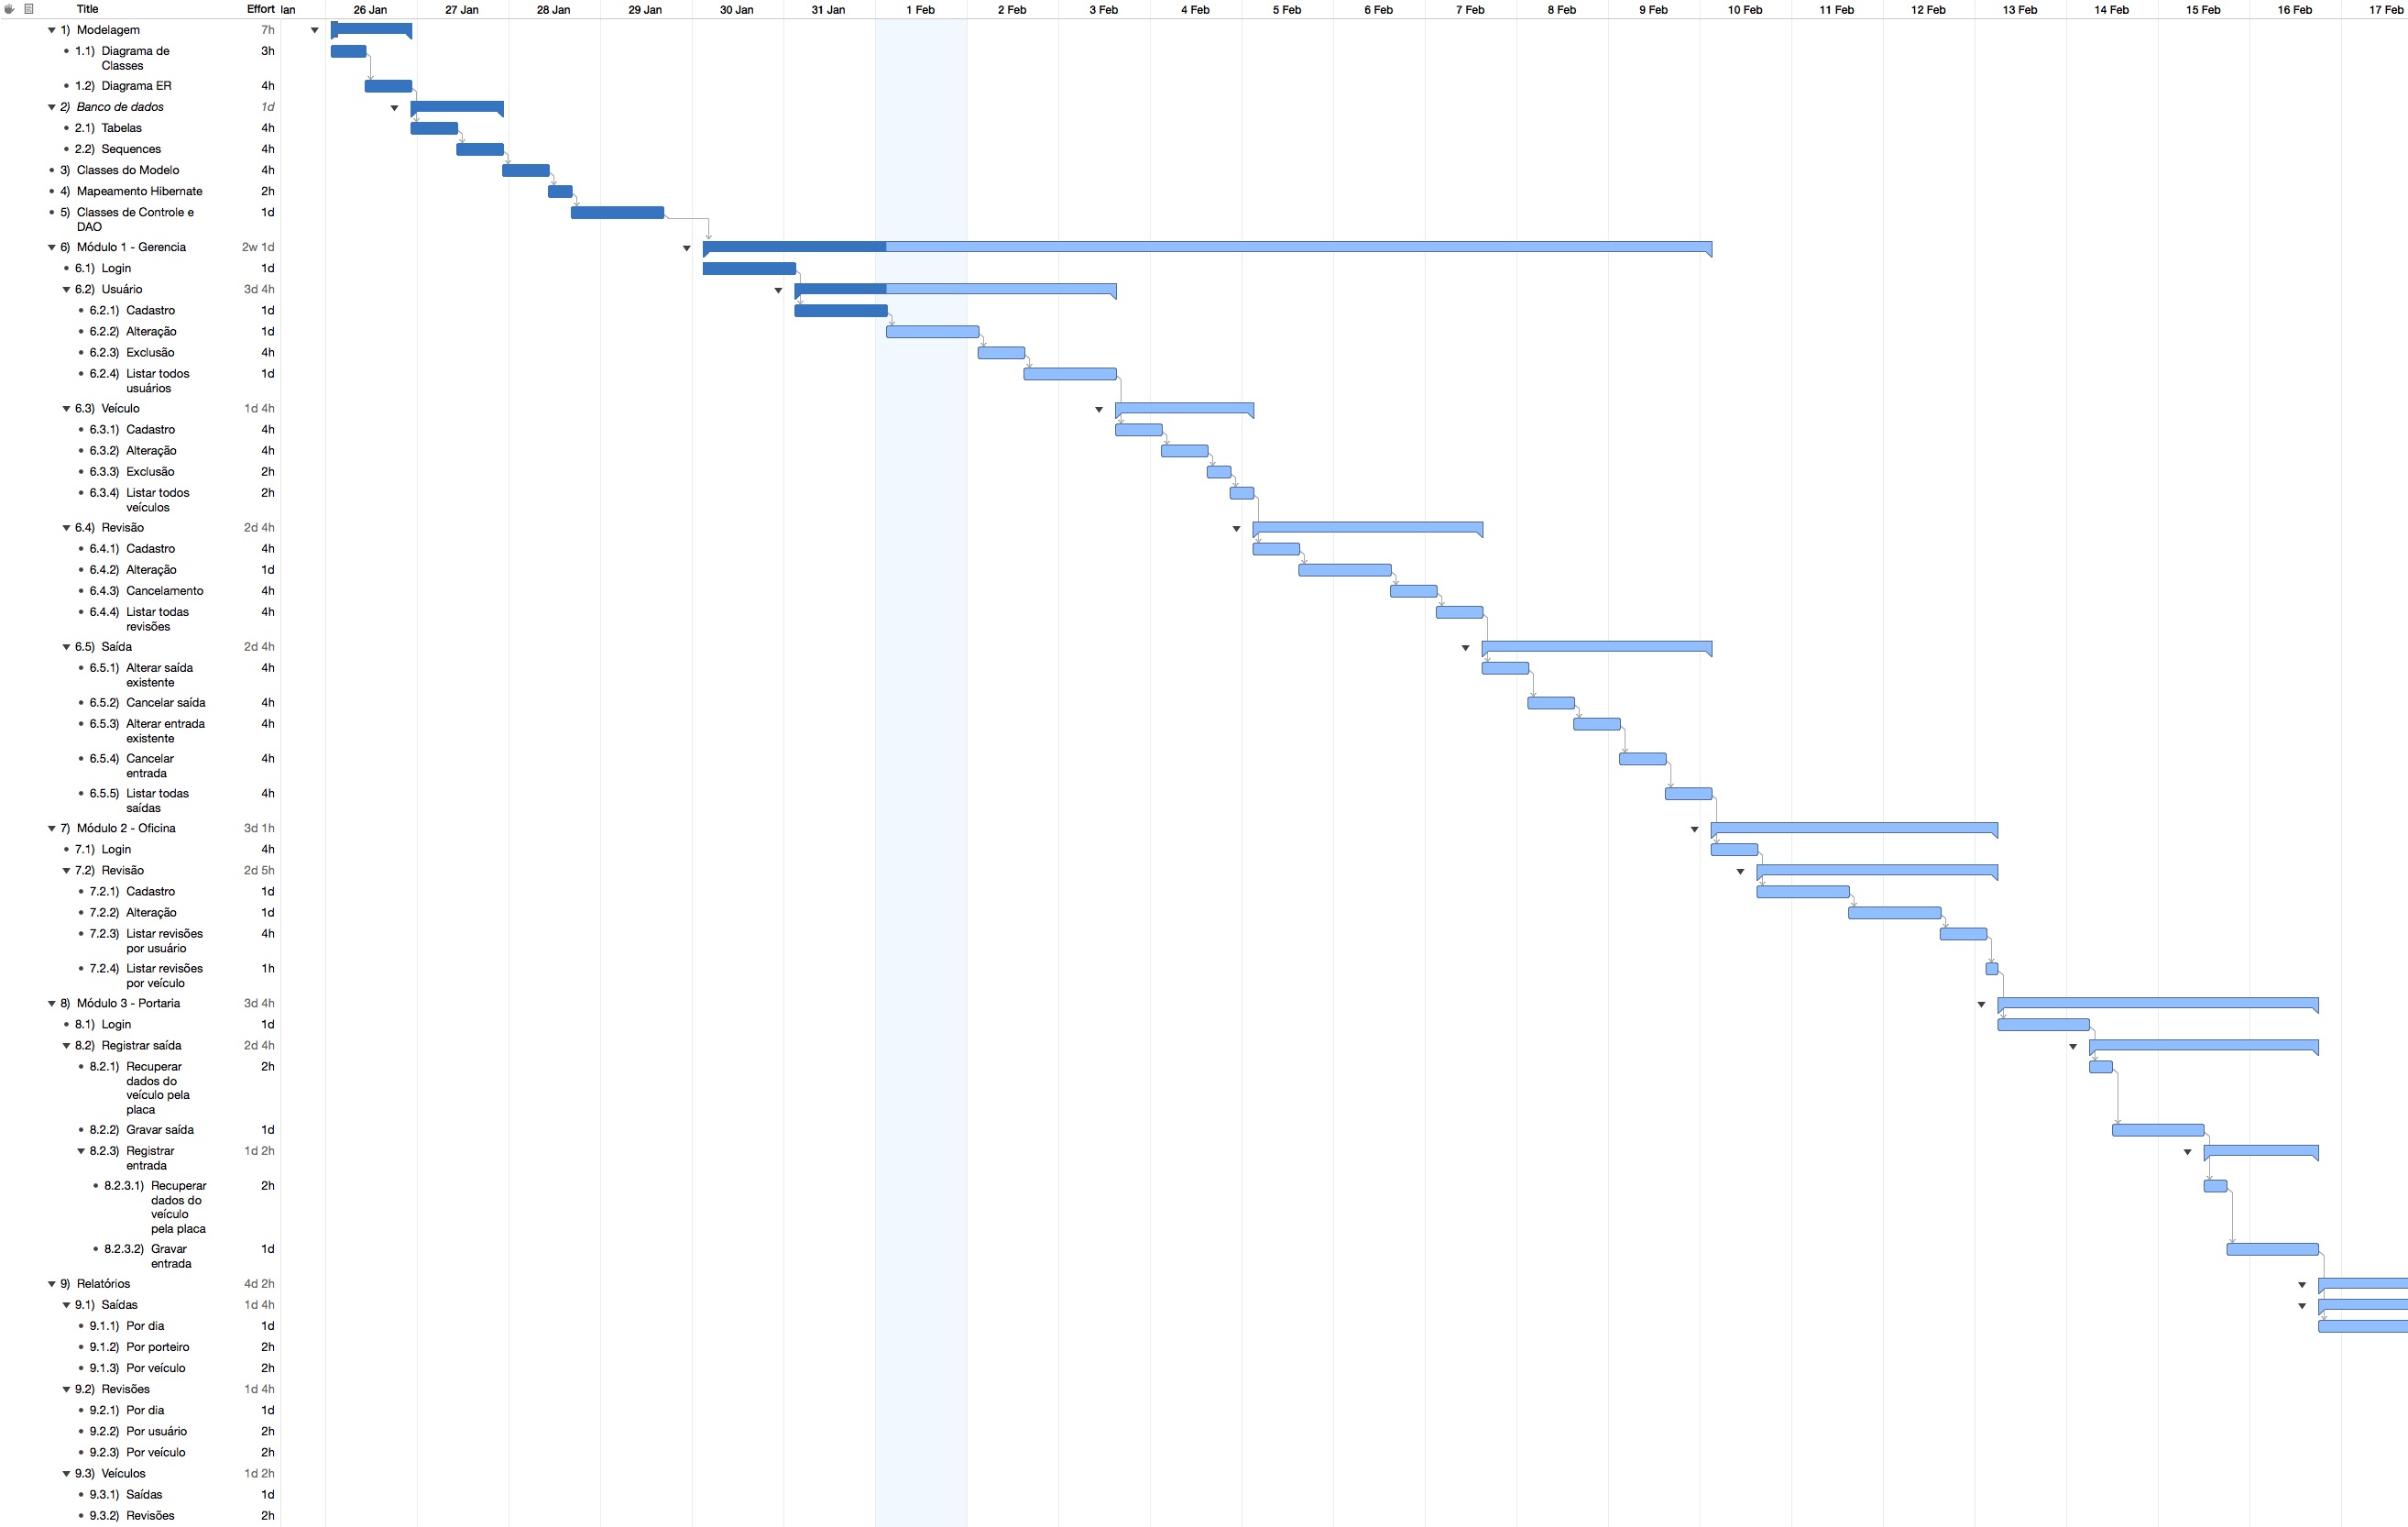 Title Effort Jan 26 Jan 27 Jan 28 Jan 29 Jan 30 Jan 31 Jan 1 Feb 2 Feb 3 Feb 4 Feb 5 Feb 6 Feb 7 Feb 8 Feb 9 Feb 10 Feb 11 Feb 12 Feb 13 Feb 14 Feb 15 Feb 16 Feb 17 Feb
1) Modelagem 7h
1.1) Diagrama de 3h
Classes
1.2) Diagrama ER 4h
2) Banco de dados 1d
2.1) Tabelas 4h
2.2) Sequences 4h
3) Classes do Modelo 4h
4) Mapeamento Hibernate 2h
5) Classes de Controle e 1d
DAO
6) Módulo 1 - Gerencia 2w 1d
6.1) Login 1d
6.2) Usuário 3d 4h
6.2.1) Cadastro 1d
6.2.2) Alteração 1d
6.2.3) Exclusão 4h
6.2.4) Listar todos 1d
usuários
6.3) Veículo 1d 4h
6.3.1) Cadastro 4h
6.3.2) Alteração 4h
6.3.3) Exclusão 2h
6.3.4) Listar todos 2h
veículos
6.4) Revisão 2d 4h
6.4.1) Cadastro 4h
6.4.2) Alteração 1d
6.4.3) Cancelamento 4h
6.4.4) Listar todas 4h
revisões
6.5) Saída 2d 4h
6.5.1) Alterar saída 4h
existente
6.5.2) Cancelar saída 4h
6.5.3) Alterar entrada 4h
existente
6.5.4) Cancelar 4h
entrada
6.5.5) Listar todas 4h
saídas
7) Módulo 2 - Oficina 3d 1h
7.1) Login 4h
7.2) Revisão 2d 5h
7.2.1) Cadastro 1d
7.2.2) Alteração 1d
7.2.3) Listar revisões 4h
por usuário
7.2.4) Listar revisões 1h
por veículo
8) Módulo 3 - Portaria 3d 4h
8.1) Login 1d
8.2) Registrar saída 2d 4h
8.2.1) Recuperar 2h
dados do
veículo pela
placa
8.2.2) Gravar saída 1d
8.2.3) Registrar 1d 2h
entrada
8.2.3.1) Recuperar 2h
dados do
veículo
pela placa
8.2.3.2) Gravar 1d
entrada
9) Relatórios 4d 2h
9.1) Saídas 1d 4h
9.1.1) Por dia 1d
9.1.2) Por porteiro 2h
9.1.3) Por veículo 2h
9.2) Revisões 1d 4h
9.2.1) Por dia 1d
9.2.2) Por usuário 2h
9.2.3) Por veículo 2h
9.3) Veículos 1d 2h
9.3.1) Saídas 1d
9.3.2) Revisões 2h